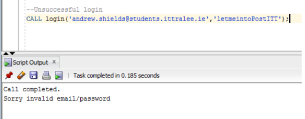 --Unsuccessful login
CALL login('andrew.shields@students.ittralee.ie','letmeintoPostITT');
Script Output x
Task completed in 0.185 seconds
Call completed.
Sorry invalid email/password